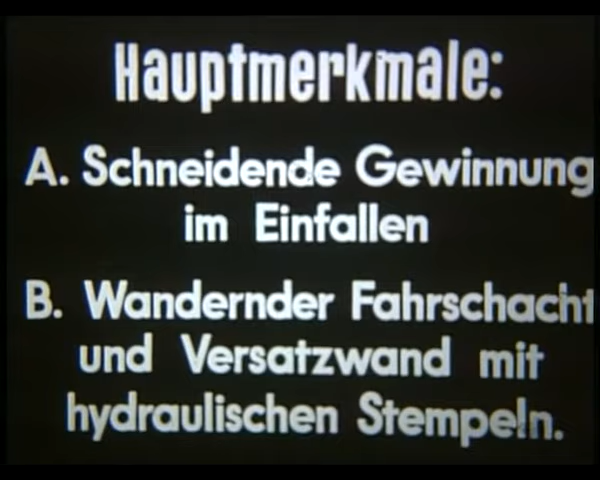 Hauptmerkmale:
A. Schneidende Gewinnung
im Einfallen
B. Wandernder Fahrschacht
und Versatzwand mit
hydraulischen Stempeln.